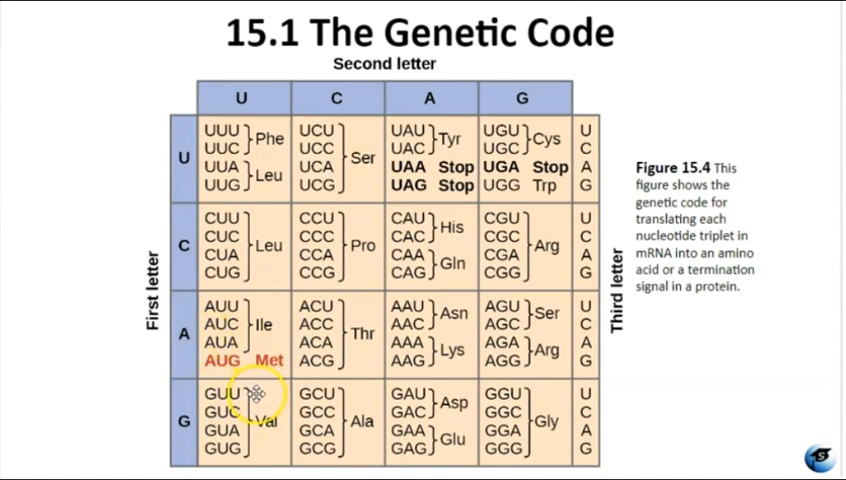 15.1 The Genetic Code
Second letter
U C A G
First letter
U
UUU UUC Phe
UUA UUG Leu
UCU UCC UCA UCG Ser
UAU UAC Tyr
UAA Stop
UAG Stop
UGU UGC Cys
UGA Stop
UGG Trp
U C A G
C
CUU CUC CUA CUG Leu
CCU CCC CCA CCG Pro
CAU CAC His
CAA CAG Gln
CGU CGC CGA CGG Arg
U C A G
A
AUU AUC AUA Ile
AUG Met
ACU ACC ACA ACG Thr
AAU AAC Asn
AAA AAG Lys
AGU AGC Ser
AGA AGG Arg
U C A G
G
GUU GUC GUA GUG Val
GCU GCC GCA GCG Ala
GAU GAC Asp
GAA GAG Glu
GGU GGC GGA GGG Gly
U C A G
Third letter
Figure 15.4 This
figure shows the
genetic code for
translating each
nucleotide triplet in
mRNA into an amino
acid or a termination
signal in a protein.
S